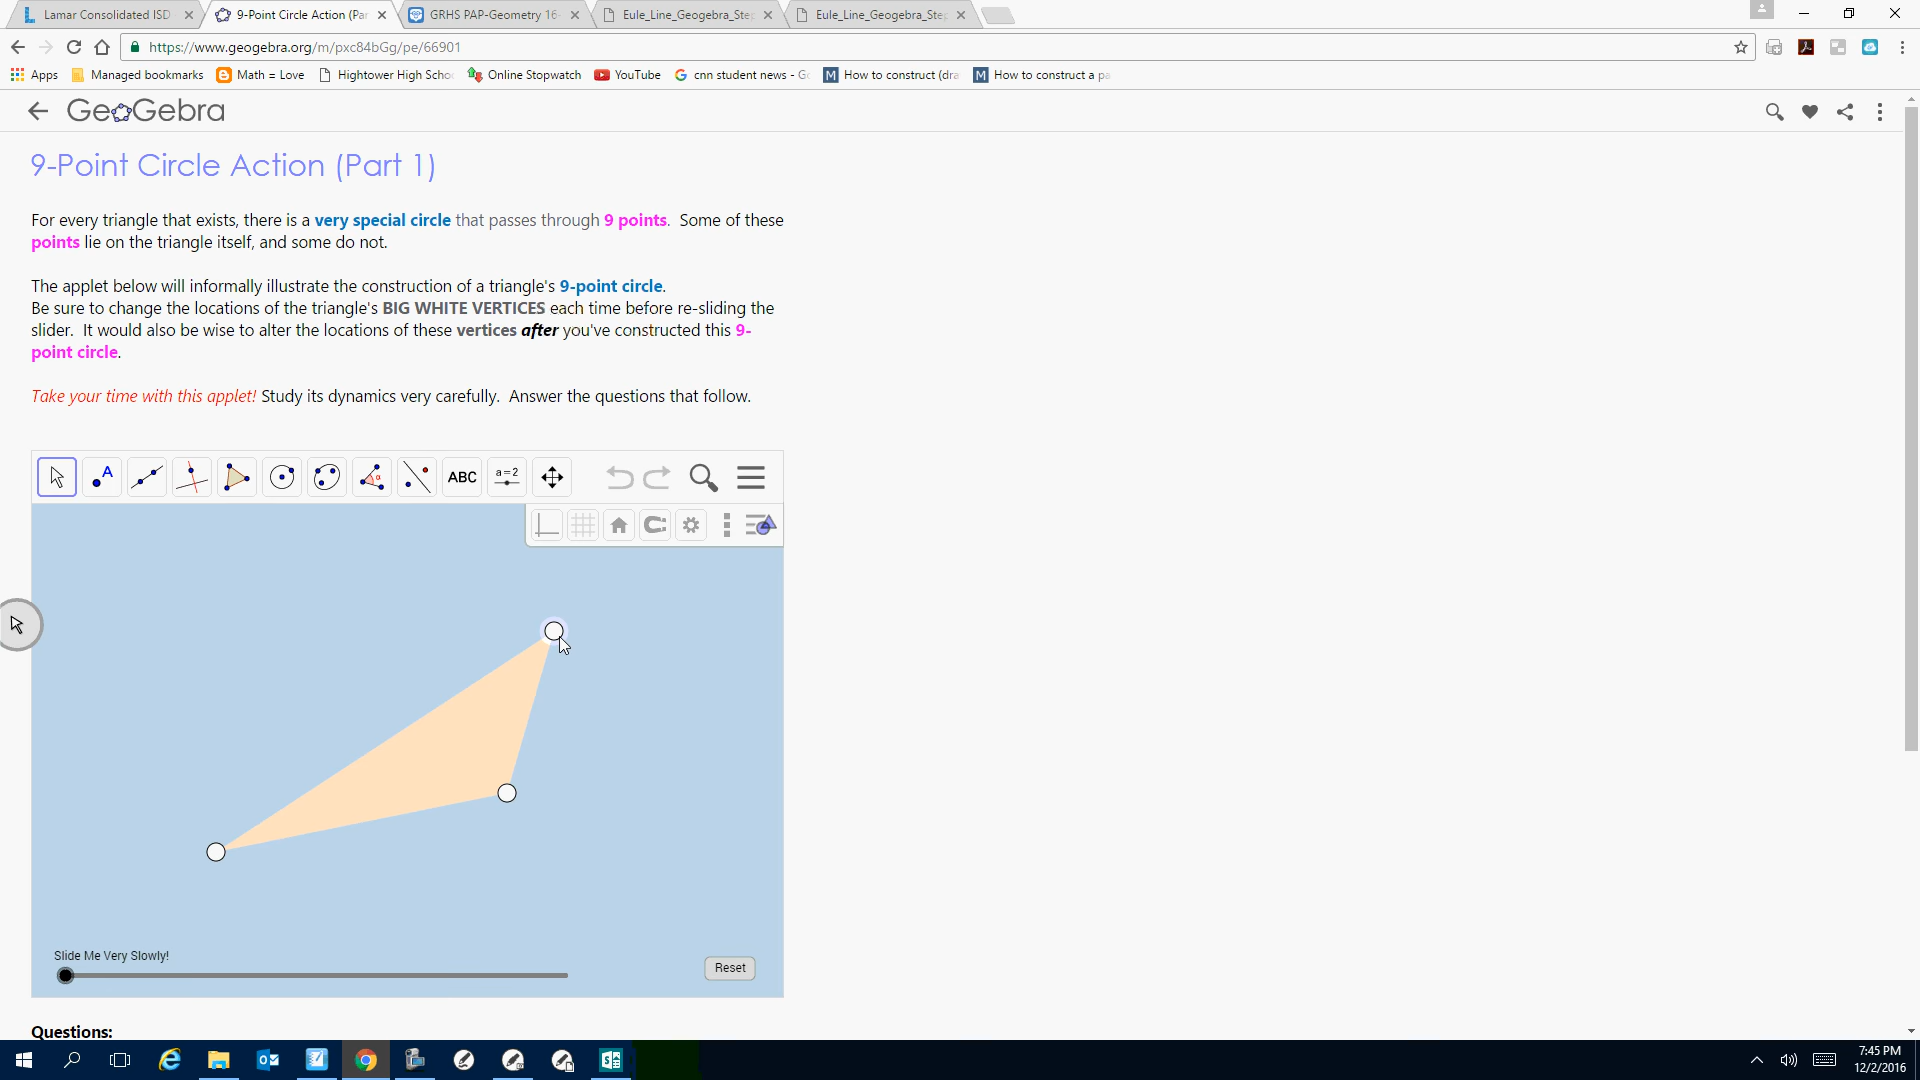 Lamar Consolidated ISD
9-Point Circle Action (Par
GRHS PAP-Geometry 16-
Eule_Line_Geogebra_Step
Eule_Line_Geogebra_Step
https://www.geogebra.org/m/pxc84bGg/pe/66901
Apps
Managed bookmarks
Math = Love
Hightower High Scho
Online Stopwatch
YouTube
cnn student news - Go
How to construct (dra
How to construct a pa
GeoGebra
9-Point Circle Action (Part 1)
For every triangle that exists, there is a very special circle that passes through 9 points. Some of these
points lie on the triangle itself, and some do not.
The applet below will informally illustrate the construction of a triangle's 9-point circle.
Be sure to change the locations of the triangle's BIG WHITE VERTICES each time before re-sliding the
slider. It would also be wise to alter the locations of these vertices after you've constructed this 9-
point circle.
Take your time with this applet! Study its dynamics very carefully. Answer the questions that follow.
A
α
ABC
a=2
Slide Me Very Slowly!
Reset
Questions:
7:45 PM
12/2/2016